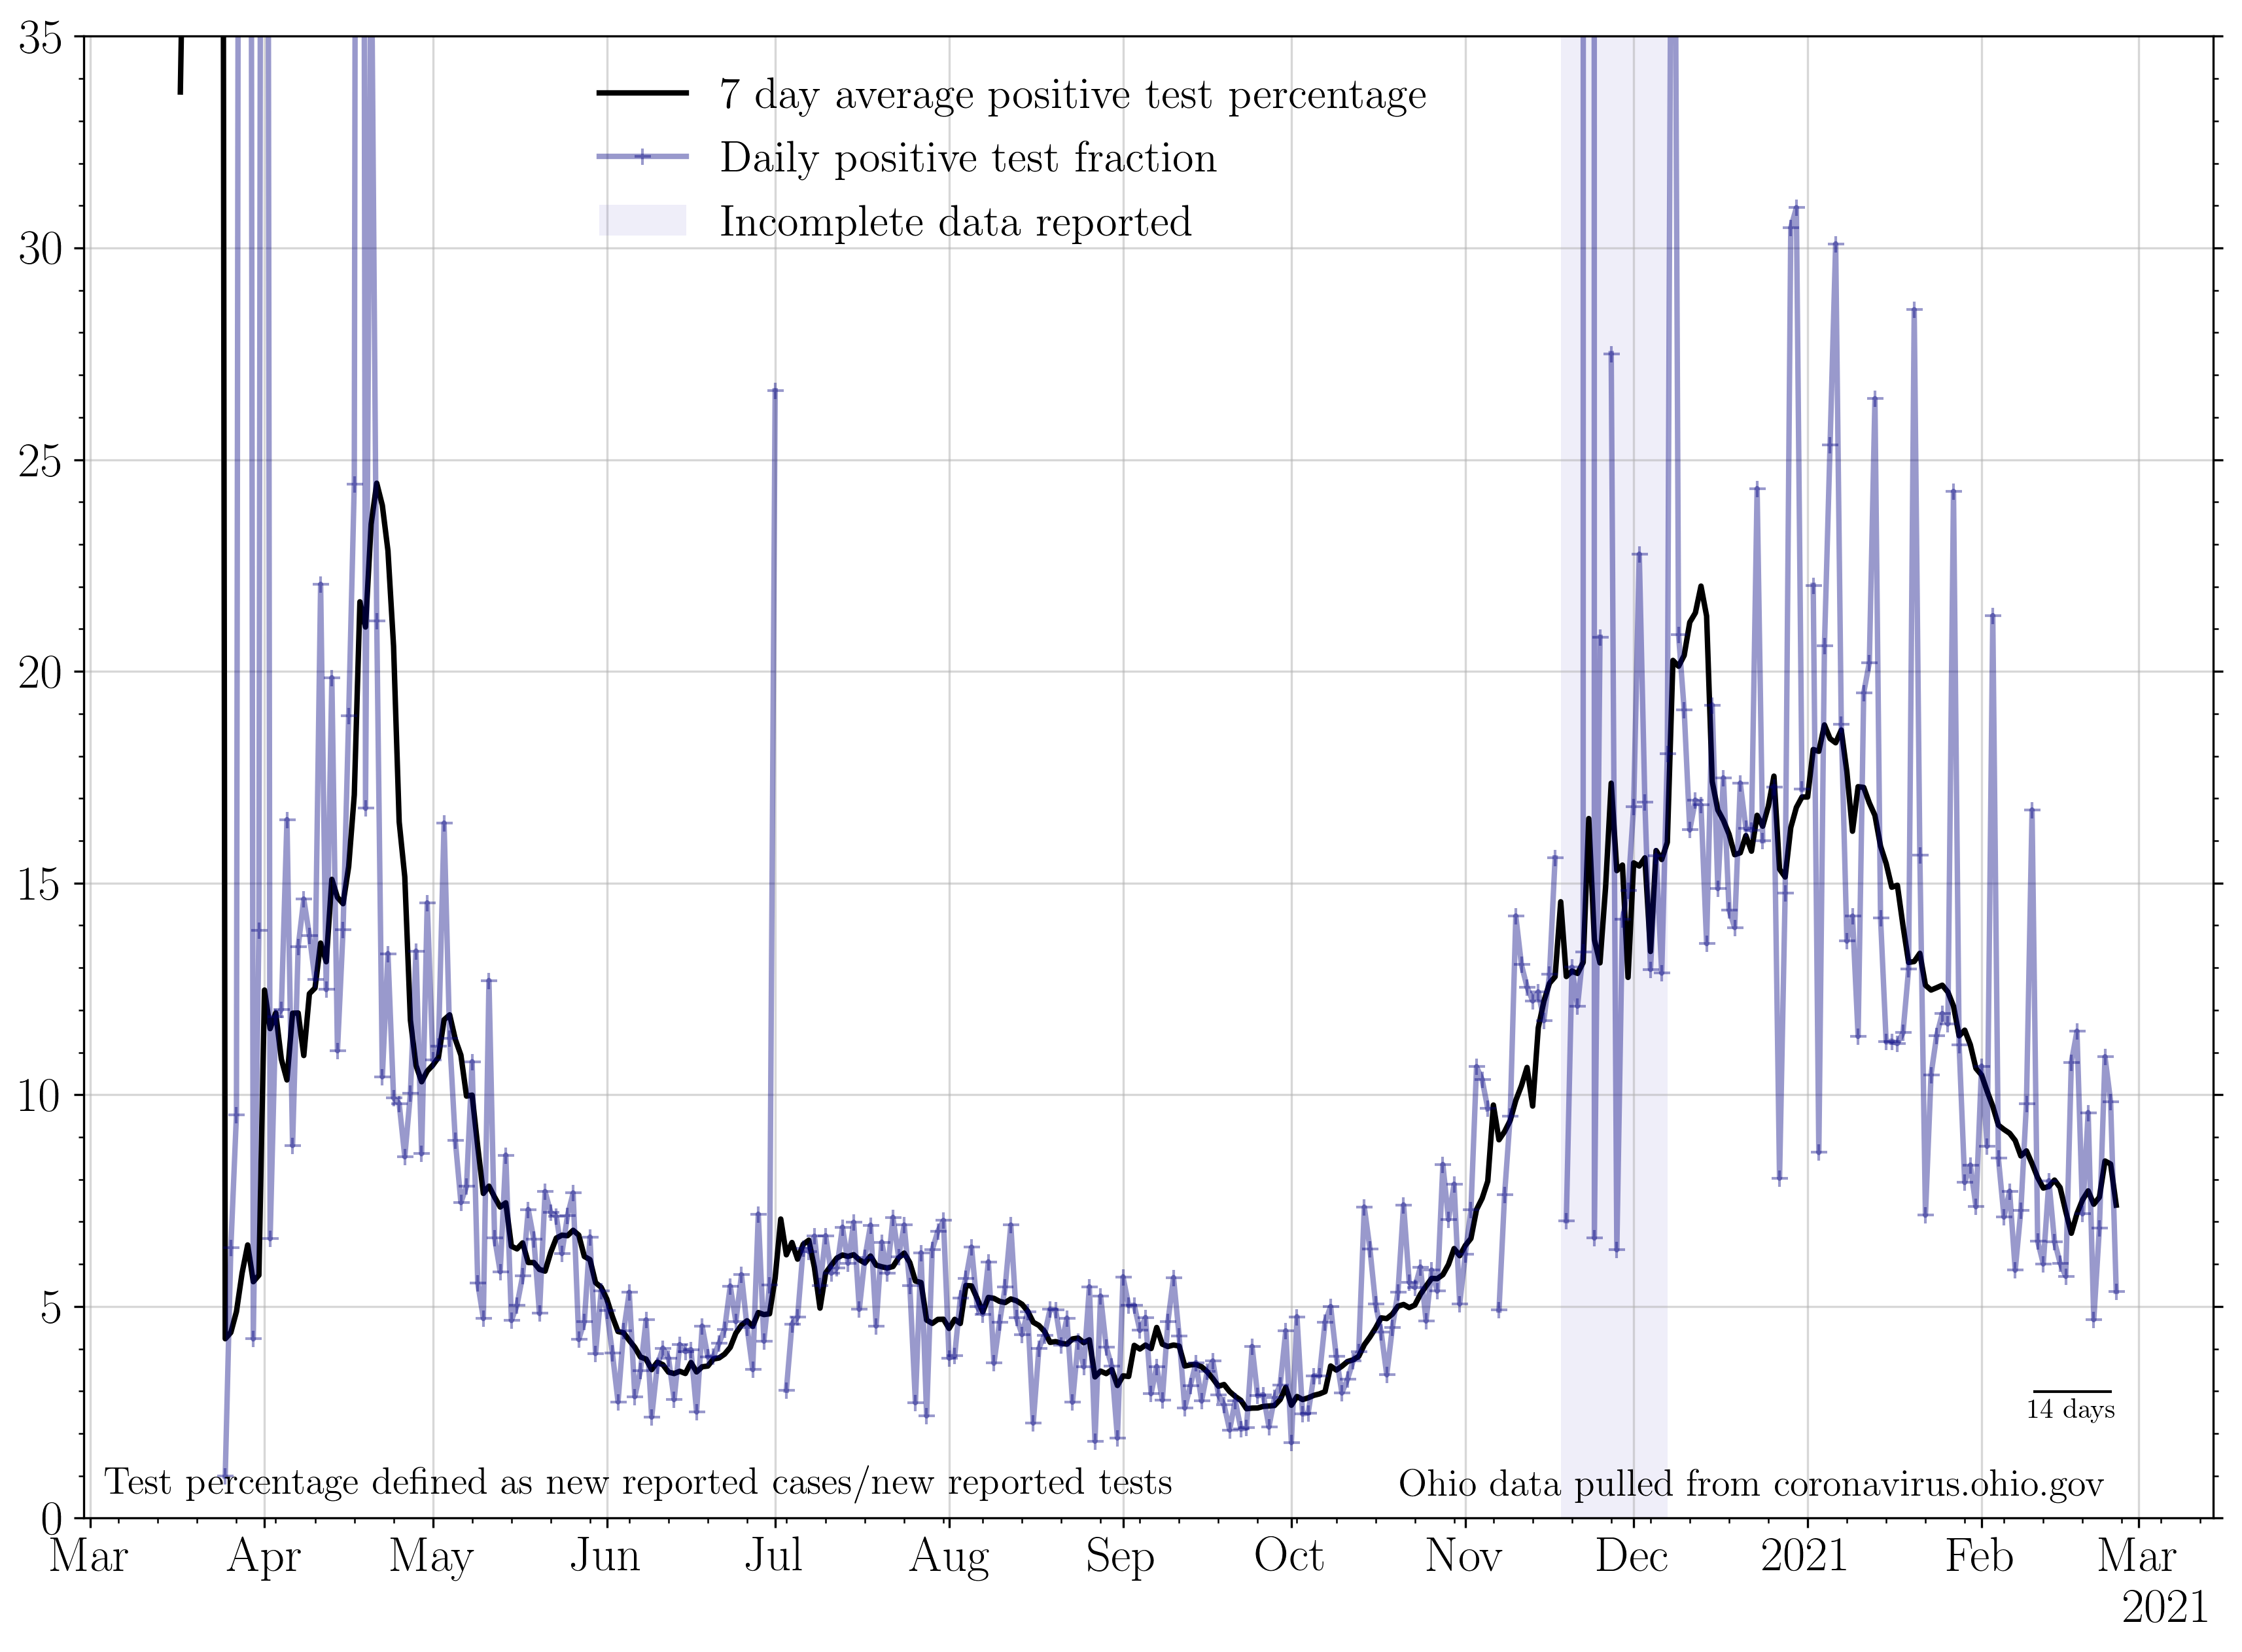 35
30
25
20
15
10
5
0
7 day average positive test percentage
Daily positive test fraction
Incomplete data reported
14 days
Test percentage defined as new reported cases/new reported tests
Ohio data pulled from coronavirus.ohio.gov
Mar Apr May Jun Jul Aug Sep Oct Nov Dec 2021 Feb Mar
2021